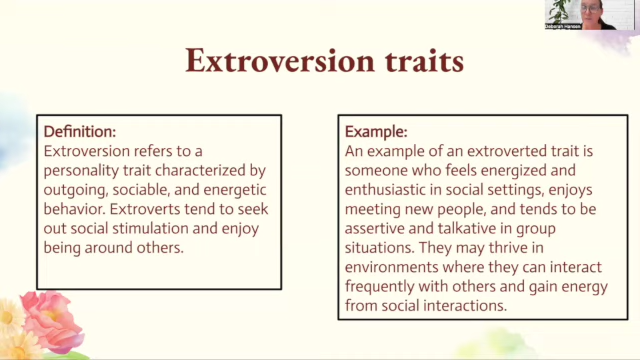 Deborah Hansen
Extroversion traits
Definition:
Extroversion refers to a
personality trait characterized by
outgoing, sociable, and energetic
behavior. Extroverts tend to seek
out social stimulation and enjoy
being around others.
Example:
An example of an extroverted trait is
someone who feels energized and
enthusiastic in social settings, enjoys
meeting new people, and tends to be
assertive and talkative in group
situations. They may thrive in
environments where they can interact
frequently with others and gain energy
from social interactions.